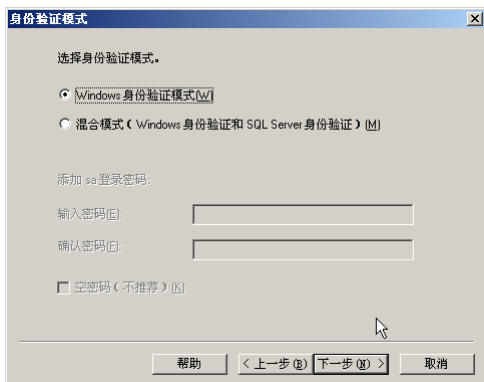 身份验证模式
选择身份验证模式。
Windows 身份验证模式(W)
混合模式(Windows 身份验证和 SQL Server 身份验证)(M)
添加 sa 登录密码:
输入密码(E):
确认密码(F):
空密码(不推荐)(K)
帮助 < 上一步(B) 下一步(N) > 取消